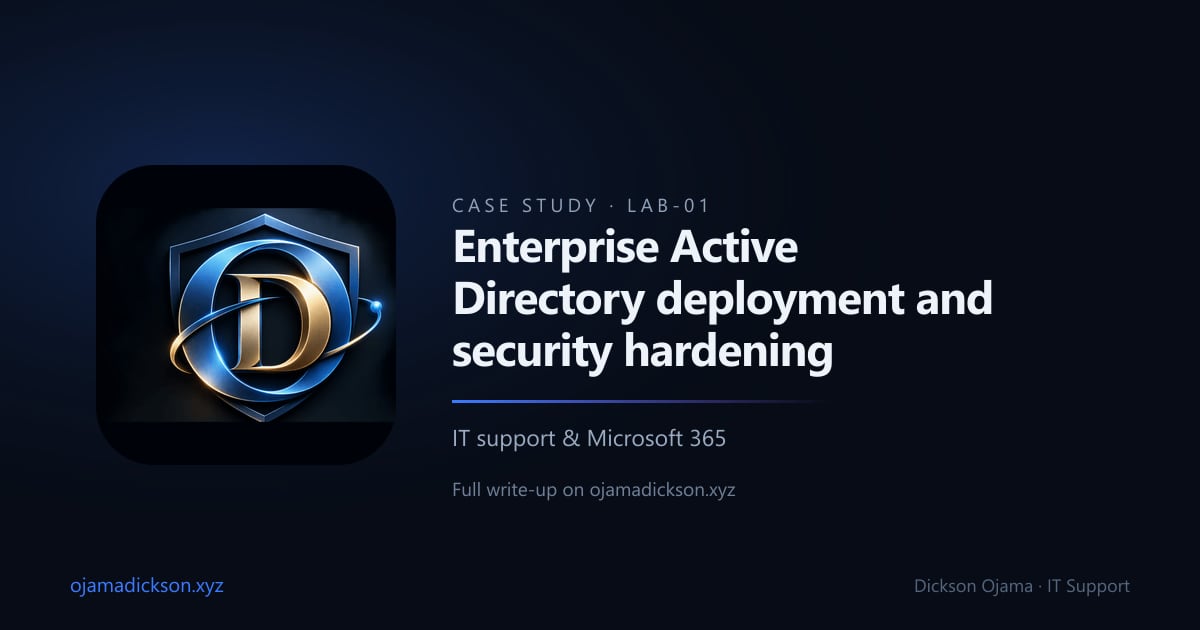 CASE STUDY · LAB-01
Enterprise Active
Directory deployment and
security hardening
IT support & Microsoft 365
Full write-up on ojamadickson.xyz
ojamadickson.xyz
Dickson Ojama · IT Support